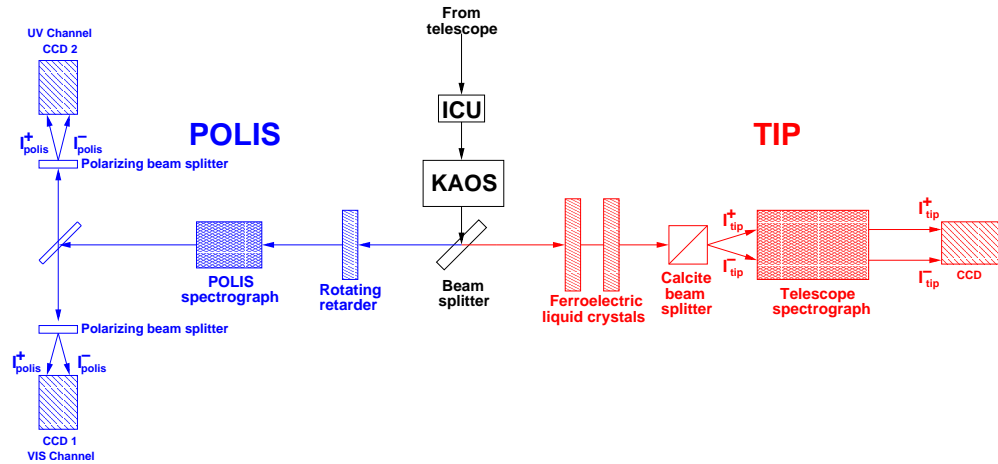 From
telescope
ICU
KAOS
Beam
splitter
POLIS
UV Channel
CCD 2
I+polis
I−polis
Polarizing beam splitter
POLIS
spectrograph
Rotating
retarder
Polarizing beam splitter
I+polis
I−polis
CCD 1
VIS Channel
TIP
Ferroelectric
liquid crystals
Calcite
beam
splitter
I+tip
I−tip
Telescope
spectrograph
I+tip
I−tip
CCD